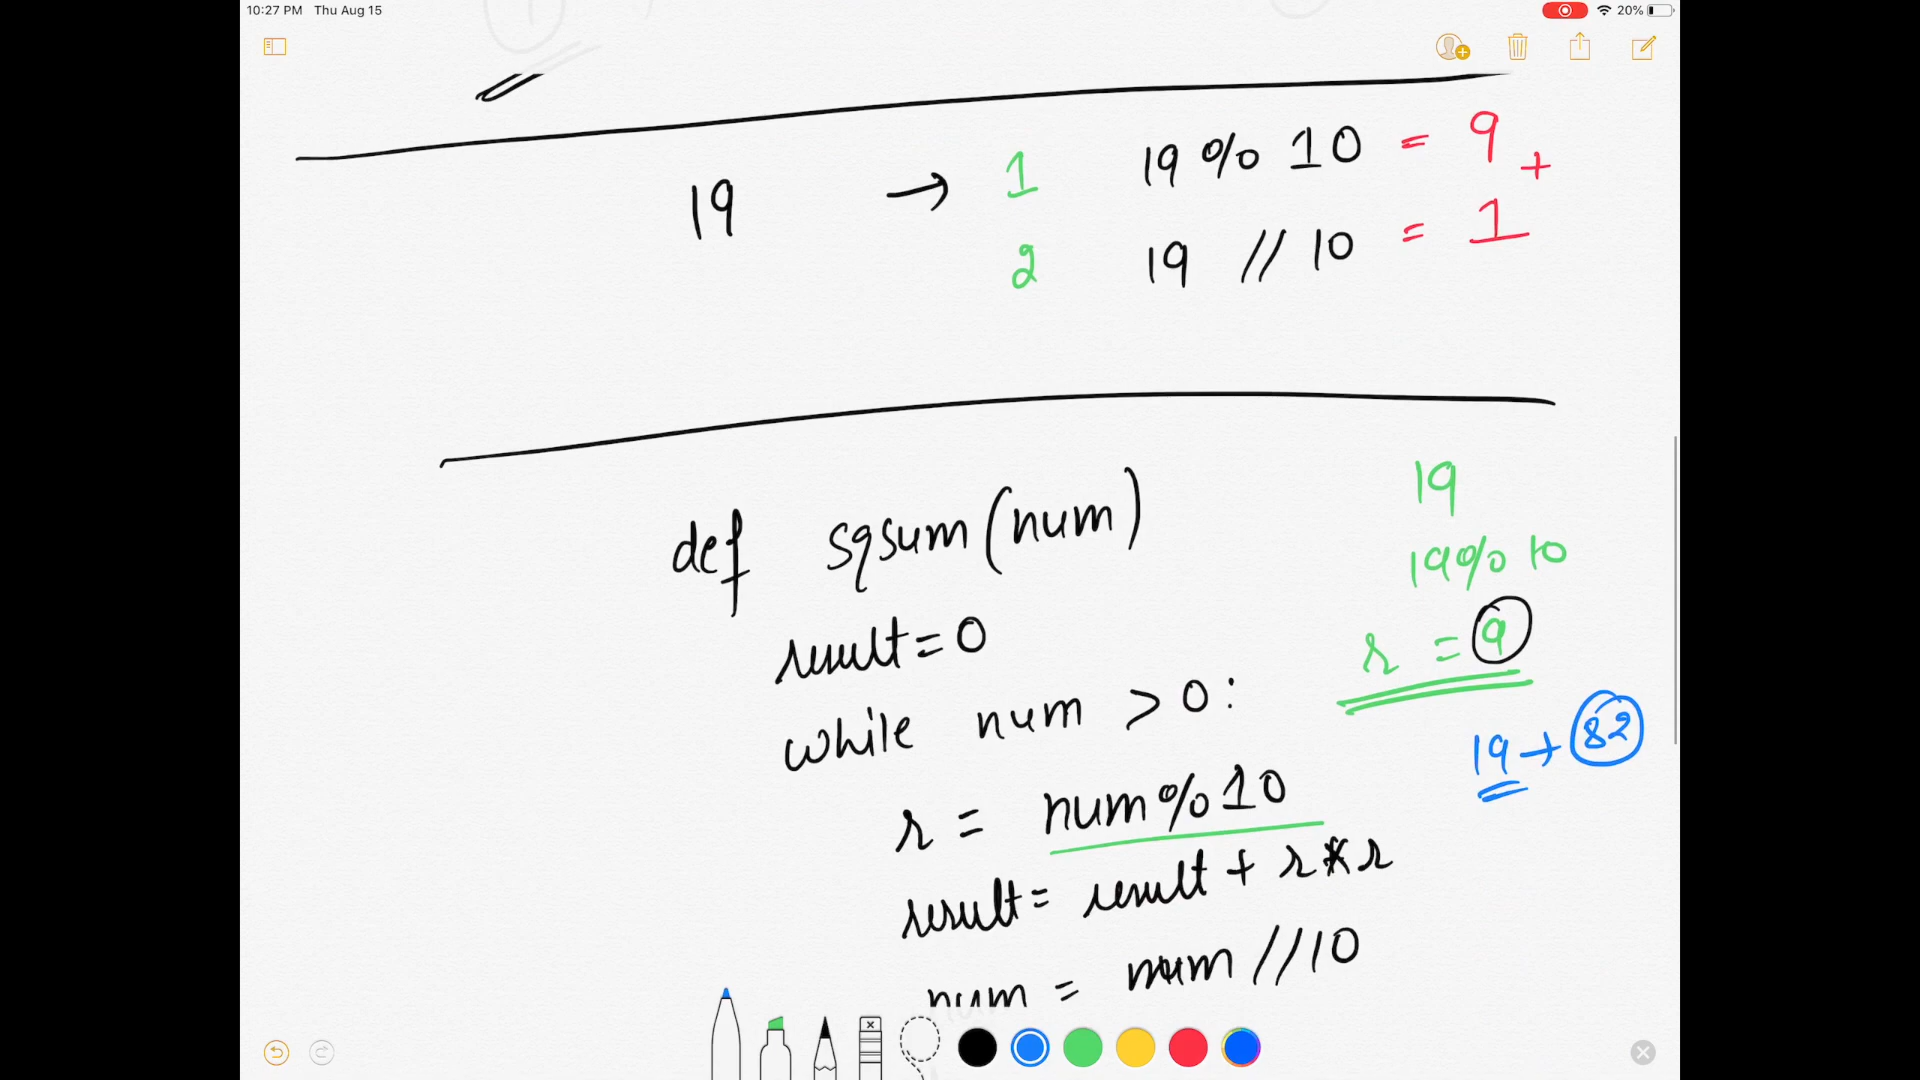 10:27 PM Thu Aug 15
20%
19 → 1 19 % 10 = 9 +
2 19 // 10 = 1
def sqsum(num)
result=0
while num > 0:
r = num%10
result= result + r*r
num = num //10
19
19% 10
r = 9
19 → 82